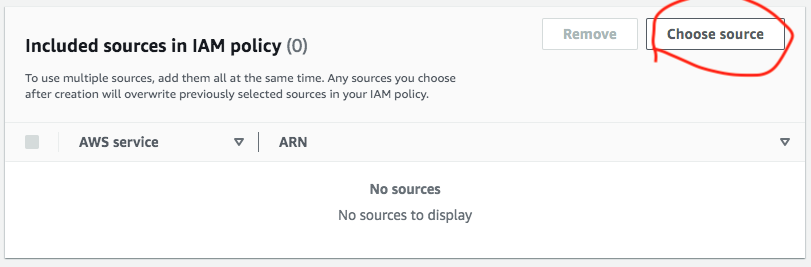 Included sources in IAM policy (0)
Remove
Choose source
To use multiple sources, add them all at the same time. Any sources you choose
after creation will overwrite previously selected sources in your IAM policy.
AWS service
ARN
No sources
No sources to display